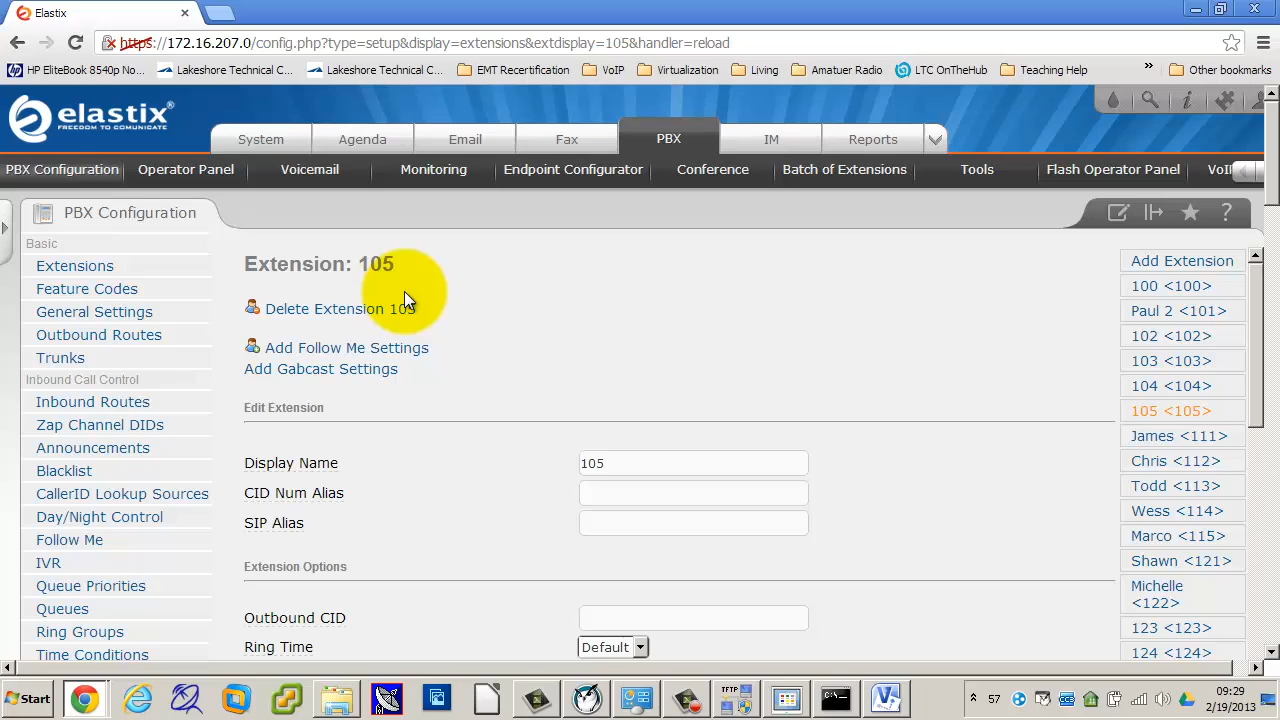 Elastix
https://172.16.207.0/config.php?type=setup&display=extensions&extdisplay=105&handler=reload
HP EliteBook 8540p No...
Lakeshore Technical C...
Lakeshore Technical C...
EMT Recertification
VoIP
Virtualization
Living
Amatuer Radio
LTC OnTheHub
Teaching Help
»
Other bookmarks
elastix
FREEDOM TO COMMUNICATE
System
Agenda
Email
Fax
PBX
IM
Reports
PBX Configuration
Operator Panel
Voicemail
Monitoring
Endpoint Configurator
Conference
Batch of Extensions
Tools
Flash Operator Panel
VoI
PBX Configuration
Basic
Extensions
Feature Codes
General Settings
Outbound Routes
Trunks
Inbound Call Control
Inbound Routes
Zap Channel DIDs
Announcements
Blacklist
CallerID Lookup Sources
Day/Night Control
Follow Me
IVR
Queue Priorities
Queues
Ring Groups
Time Conditions
Extension: 105
Delete Extension 105
Add Follow Me Settings
Add Gabcast Settings
Edit Extension
Display Name
105
CID Num Alias
SIP Alias
Extension Options
Outbound CID
Ring Time
Default
Add Extension
100 <100>
Paul 2 <101>
102 <102>
103 <103>
104 <104>
105 <105>
James <111>
Chris <112>
Todd <113>
Wess <114>
Marco <115>
Shawn <121>
Michelle
<122>
123 <123>
124 <124>
Start
TFTP
57
09:29
2/19/2013